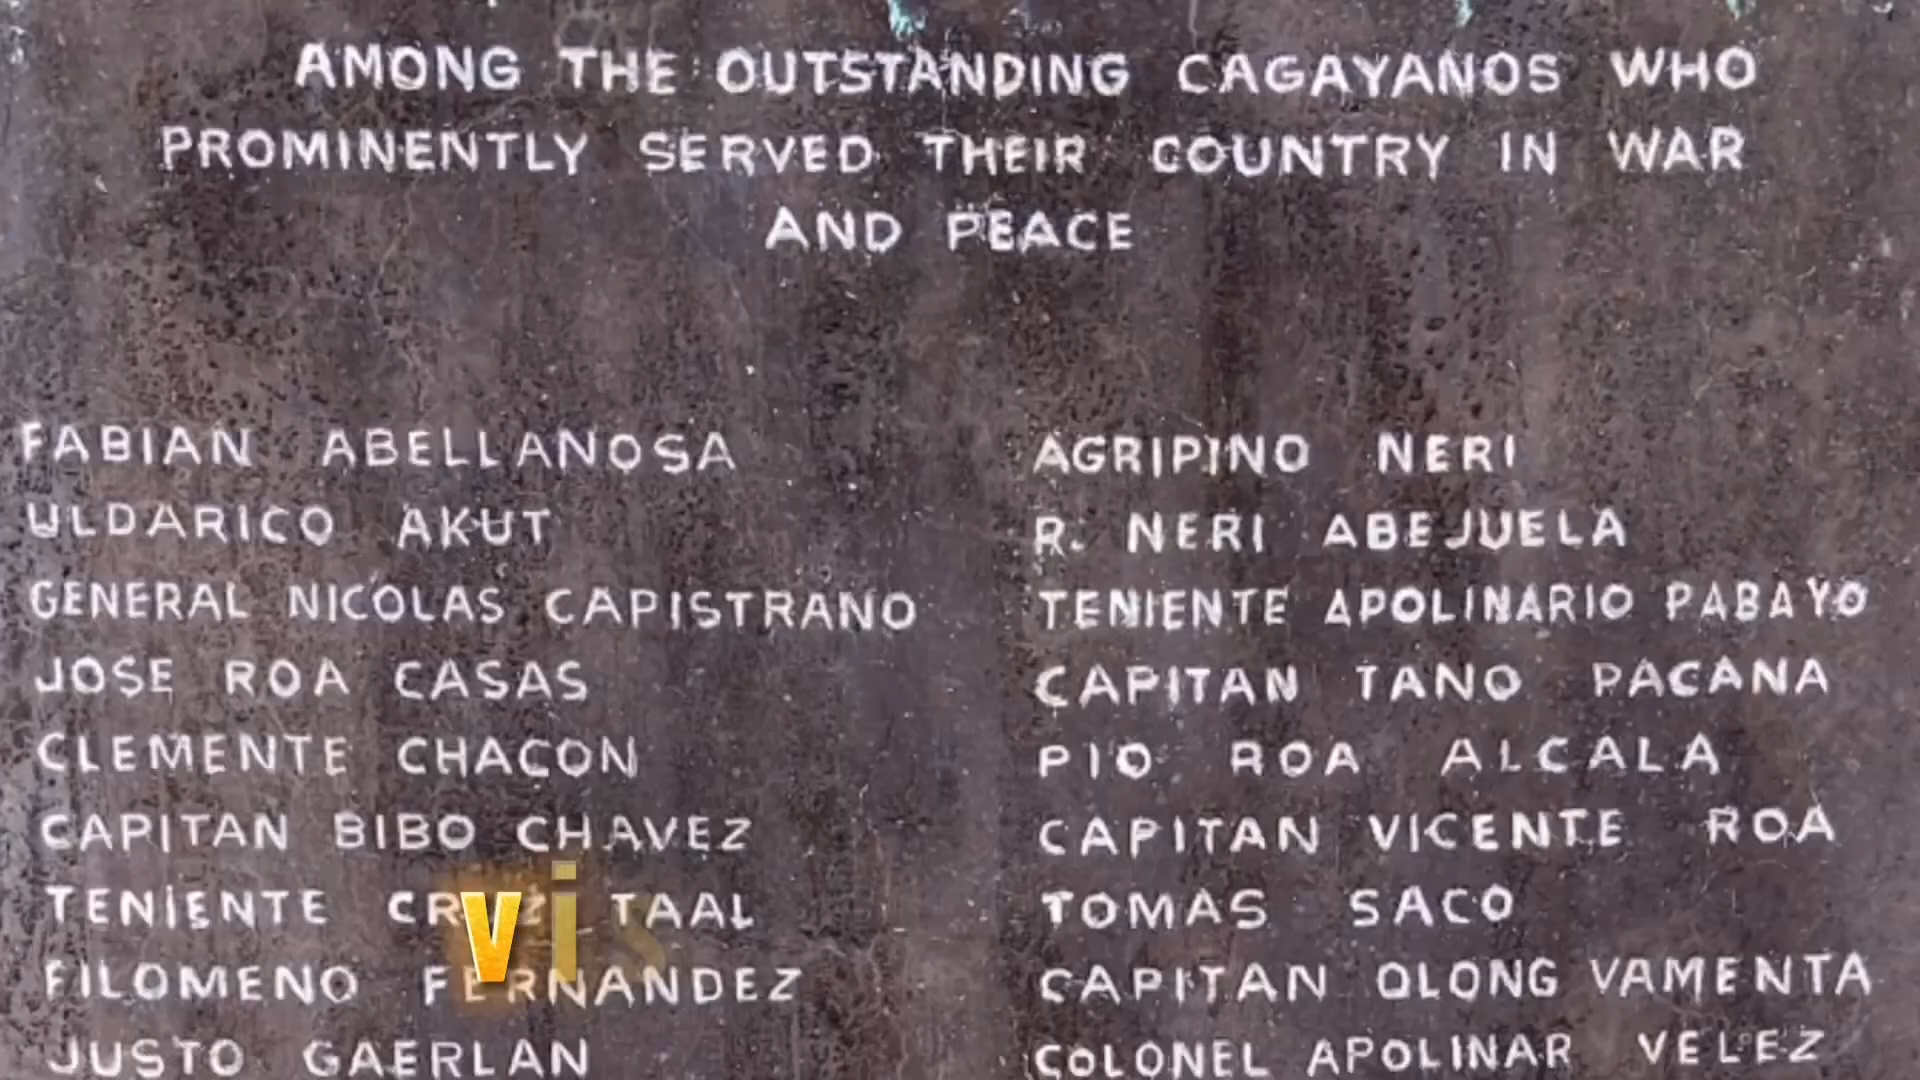 AMONG THE OUTSTANDING CAGAYANOS WHO
PROMINENTLY SERVED THEIR COUNTRY IN WAR
AND PEACE
FABIAN ABELLANOSA
ULDARICO AKUT
GENERAL NICOLAS CAPISTRANO
JOSE ROA CASAS
CLEMENTE CHACON
CAPITAN BIBO CHAVEZ
TENIENTE CRUZ TAAL
FILOMENO FERNANDEZ
JUSTO GAERLAN
AGRIPINO NERI
R. NERI ABEJUELA
TENIENTE APOLINARIO PABAYO
CAPITAN TANO PACANA
PIO ROA ALCALA
CAPITAN VICENTE ROA
TOMAS SACO
CAPITAN OLONG VAMENTA
COLONEL APOLINAR VELEZ
vis